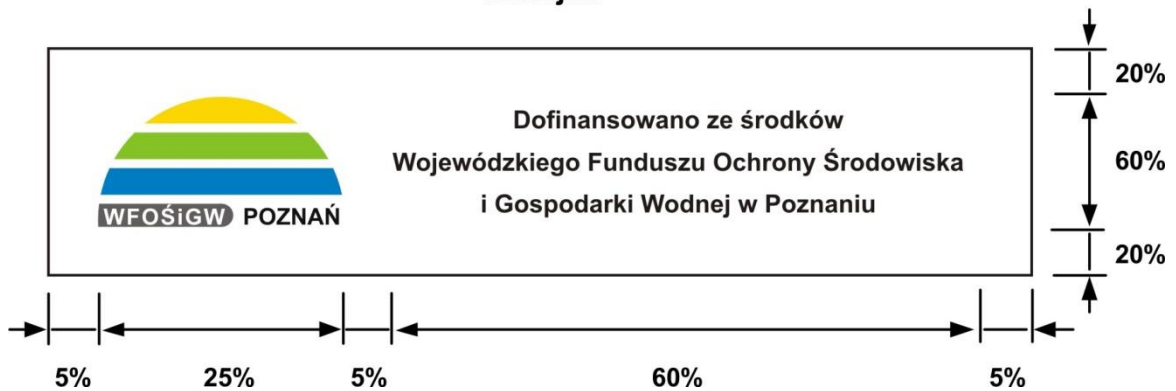 20%
Dofinansowano ze środków
Wojewódzkiego Funduszu Ochrony Środowiska
60%
i Gospodarki Wodnej w Poznaniu
WFOŚiGW POZNAŃ
20%
5% 25% 5% 60% 5%